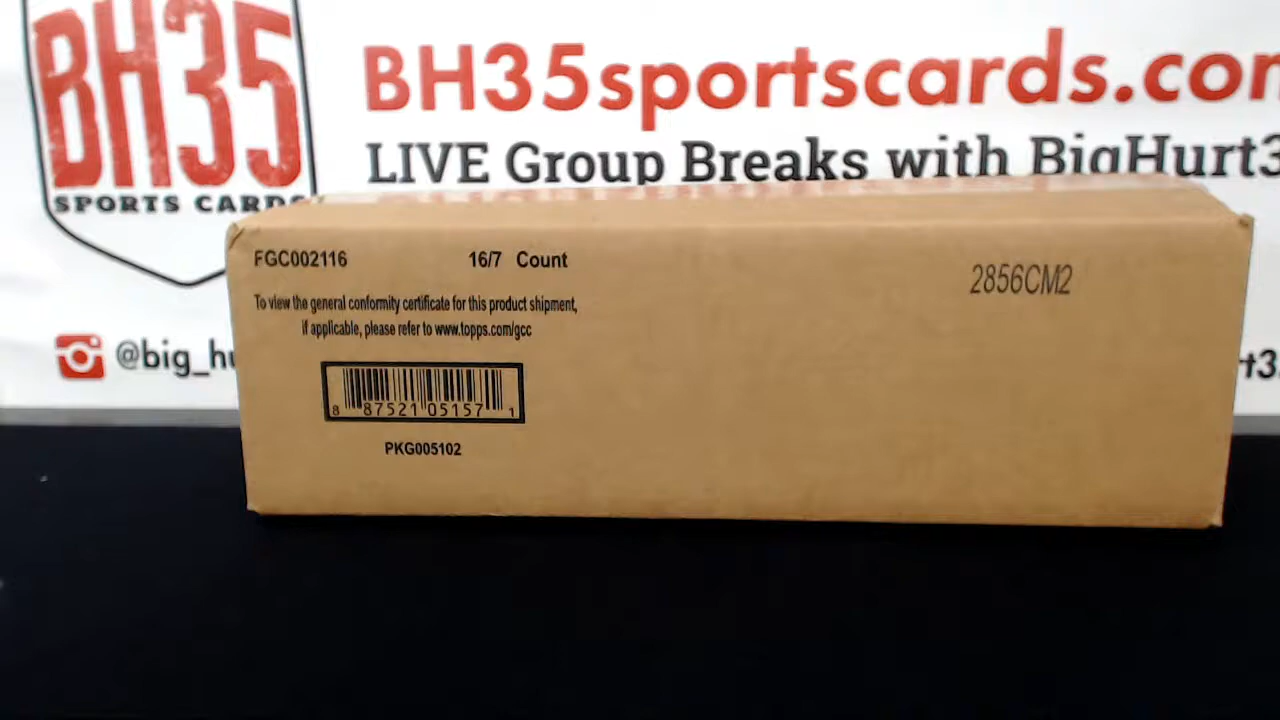 BH35
SPORTS CARDS
BH35sportscards.com
LIVE Group Breaks with BigHurt3
@big_hu
rt3.
FGC002116 16/7 Count
2856CM2
To view the general conformity certificate for this product shipment,
if applicable, please refer to www.topps.com/gcc
8 87521 05157 1
PKG005102